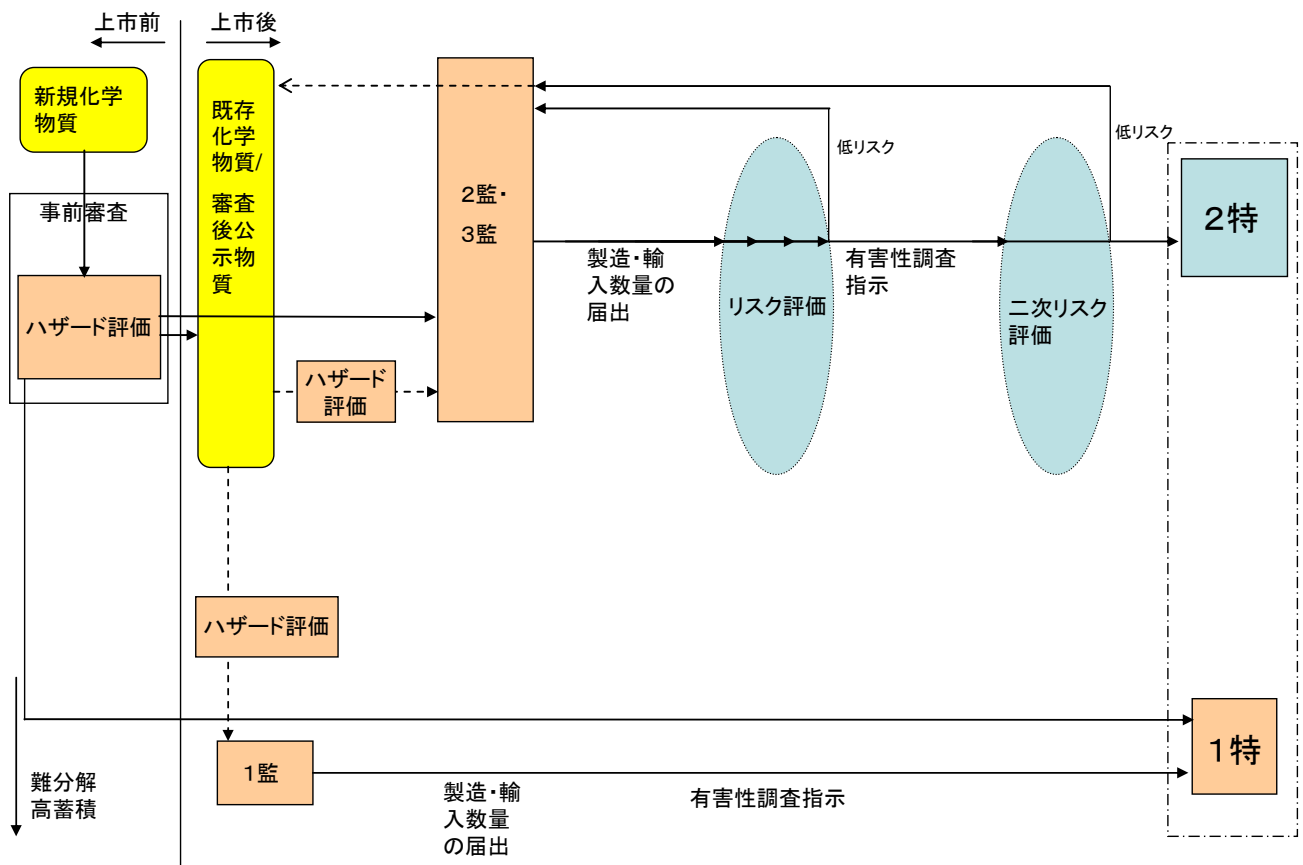 上市前
上市後
新規化学
物質
事前審査
ハザード評価
既存
化学
物質/
審査
後公
示物
質
ハザード
評価
2監・
3監
製造・輸
入数量の
届出
リスク評価
低リスク
有害性調査
指示
二次リスク
評価
低リスク
2特
ハザード評価
1監
製造・輸
入数量
の届出
有害性調査指示
1特
難分解
高蓄積